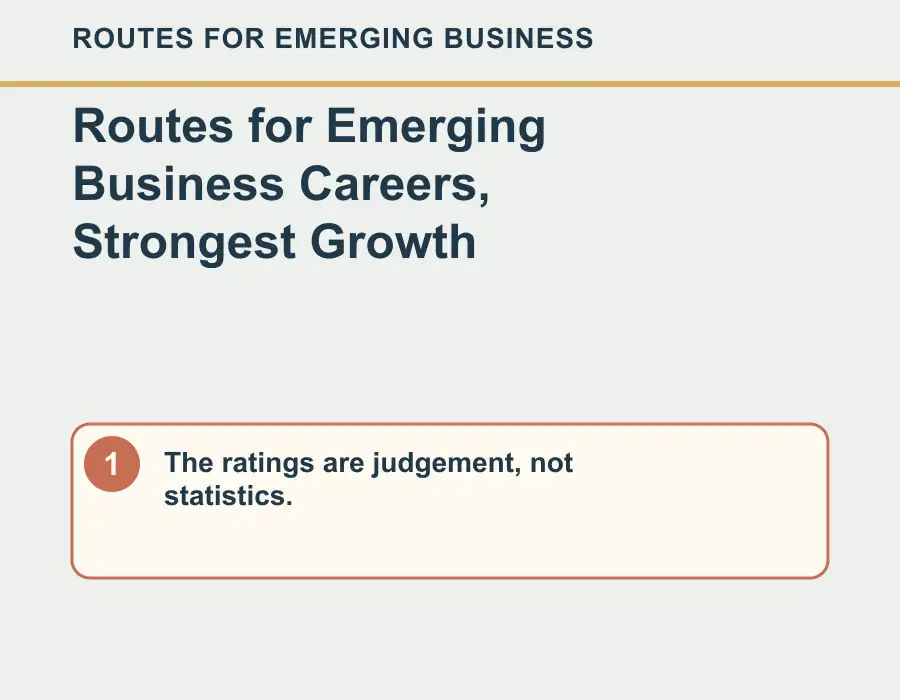 ROUTES FOR EMERGING BUSINESS
Routes for Emerging
Business Careers,
Strongest Growth
1
The ratings are judgement, not
statistics.